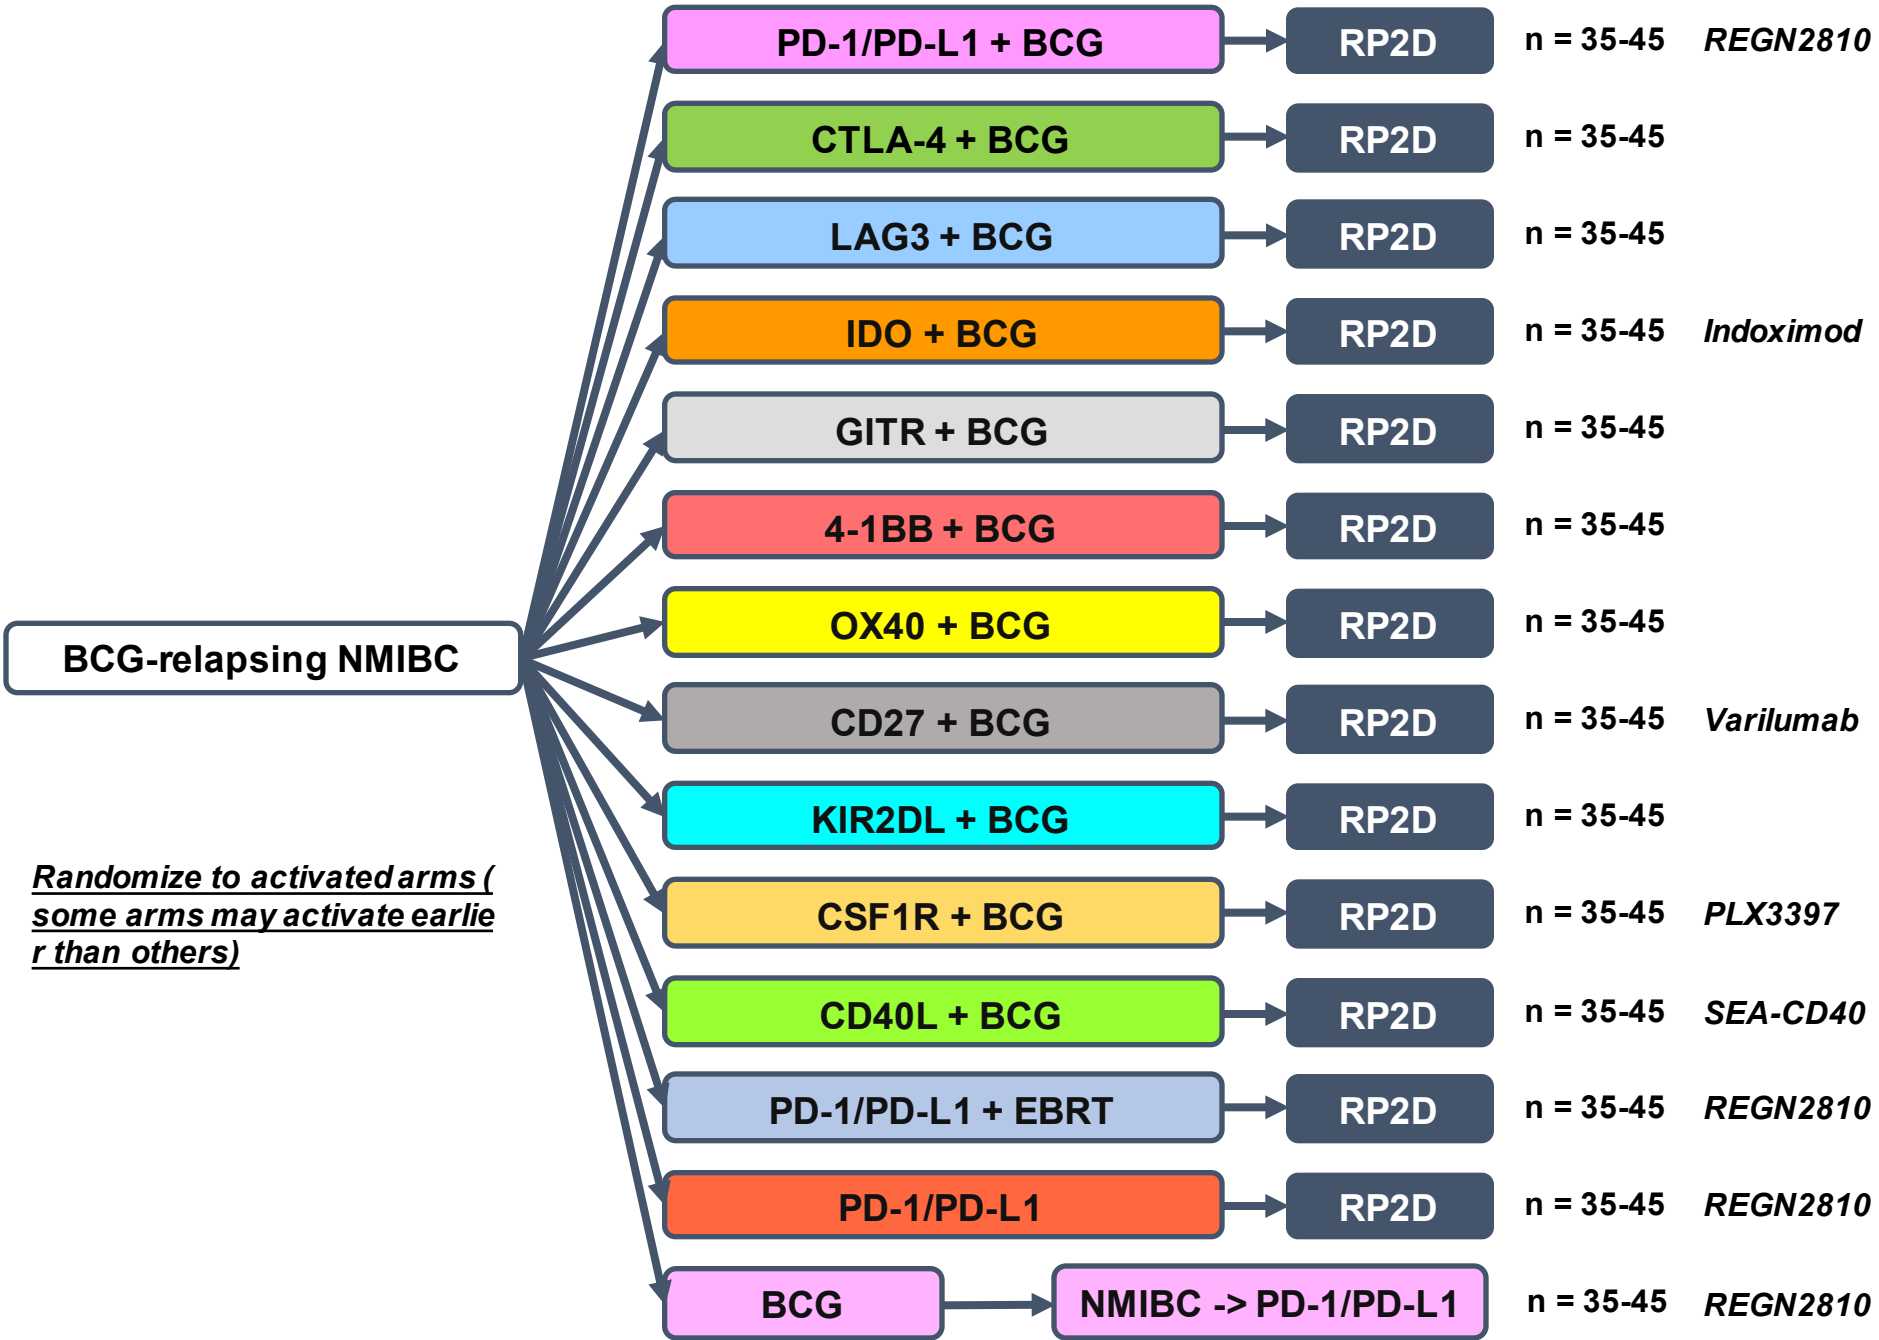 PD-1/PD-L1 + BCG RP2D n = 35-45 REGN2810
CTLA-4 + BCG RP2D n = 35-45
LAG3 + BCG RP2D n = 35-45
IDO + BCG RP2D n = 35-45 Indoximod
GITR + BCG RP2D n = 35-45
4-1BB + BCG RP2D n = 35-45
OX40 + BCG RP2D n = 35-45
BCG-relapsing NMIBC
CD27 + BCG RP2D n = 35-45 Varilumab
KIR2DL + BCG RP2D n = 35-45
Randomize to activated arms (
some arms may activate earlie
r than others)
CSF1R + BCG RP2D n = 35-45 PLX3397
CD40L + BCG RP2D n = 35-45 SEA-CD40
PD-1/PD-L1 + EBRT RP2D n = 35-45 REGN2810
PD-1/PD-L1 RP2D n = 35-45 REGN2810
BCG NMIBC -> PD-1/PD-L1 n = 35-45 REGN2810